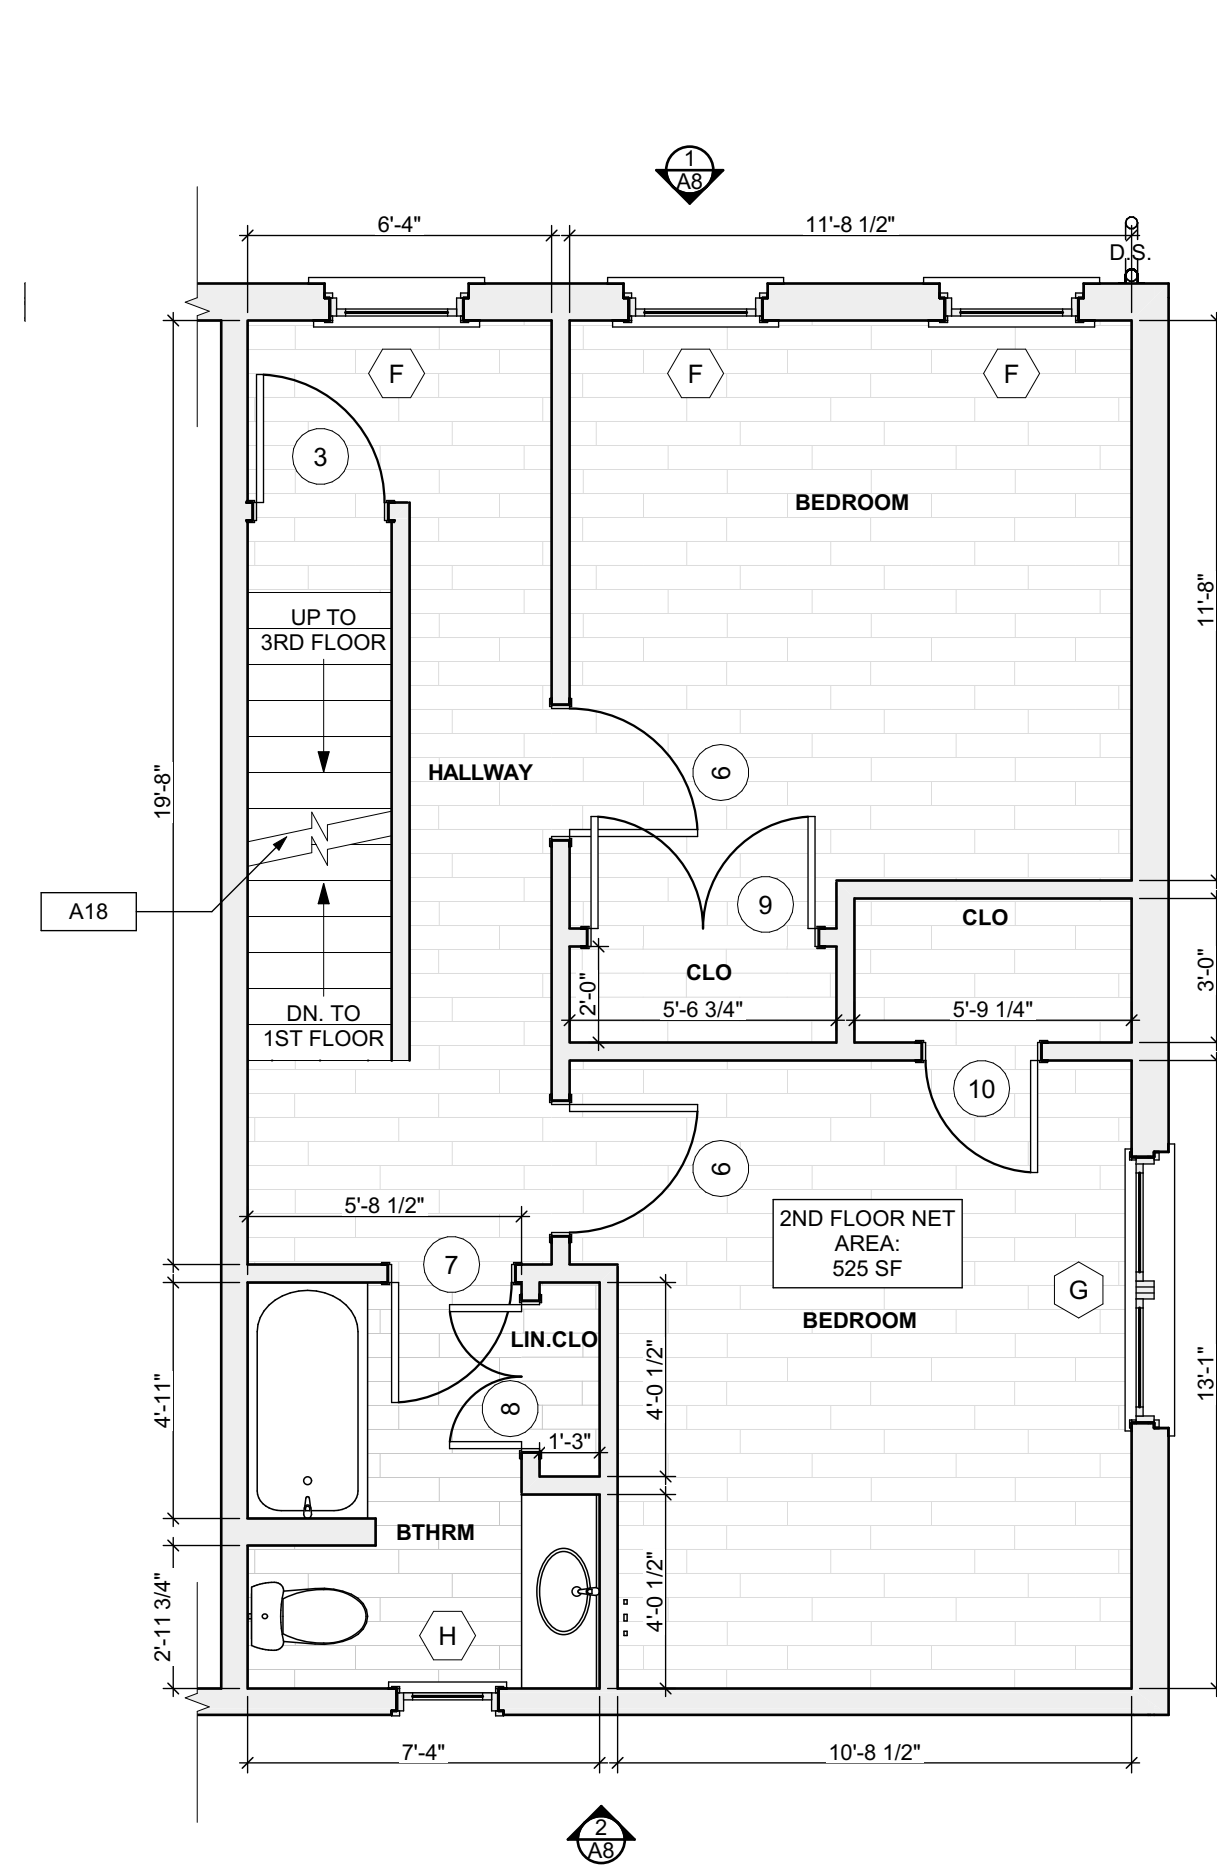 1
A8
6'-4"
11'-8 1/2"
D.S.
F
F
F
3
BEDROOM
UP TO
3RD FLOOR
11'-8"
HALLWAY
6
19'-8"
A18
9
CLO
CLO
2'-0"
5'-6 3/4"
5'-9 1/4"
3'-0"
DN. TO
1ST FLOOR
10
6
5'-8 1/2"
2ND FLOOR NET
AREA:
525 SF
7
G
BEDROOM
LIN.CLO
4'-0 1/2"
13'-1"
4'-11"
8
1'-3"
BTHRM
4'-0 1/2"
2'-11 3/4"
H
7'-4"
10'-8 1/2"
2
A8